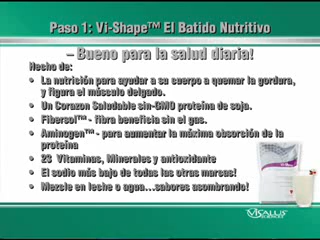 Paso 1: Vi-Shape™ El Batido Nutritivo
– Bueno para la salud diaria!
Hecho de:
• La nutrición para ayudar a su cuerpo a quemar la gordura,
y figura el músculo delgado.
• Un Corazon Saludable sin-GMO proteína de soja.
• Fibersol™ - fibra beneficia sin el gas.
• Aminogen™ - para aumentar la máxima obsorción de la
proteína
• 23 Vitaminas, Minerales y antioxidante
• El sodio más bajo de todas las otras marcas!
• Mezcle en leche o agua...sabores asombrando!
VISALUS